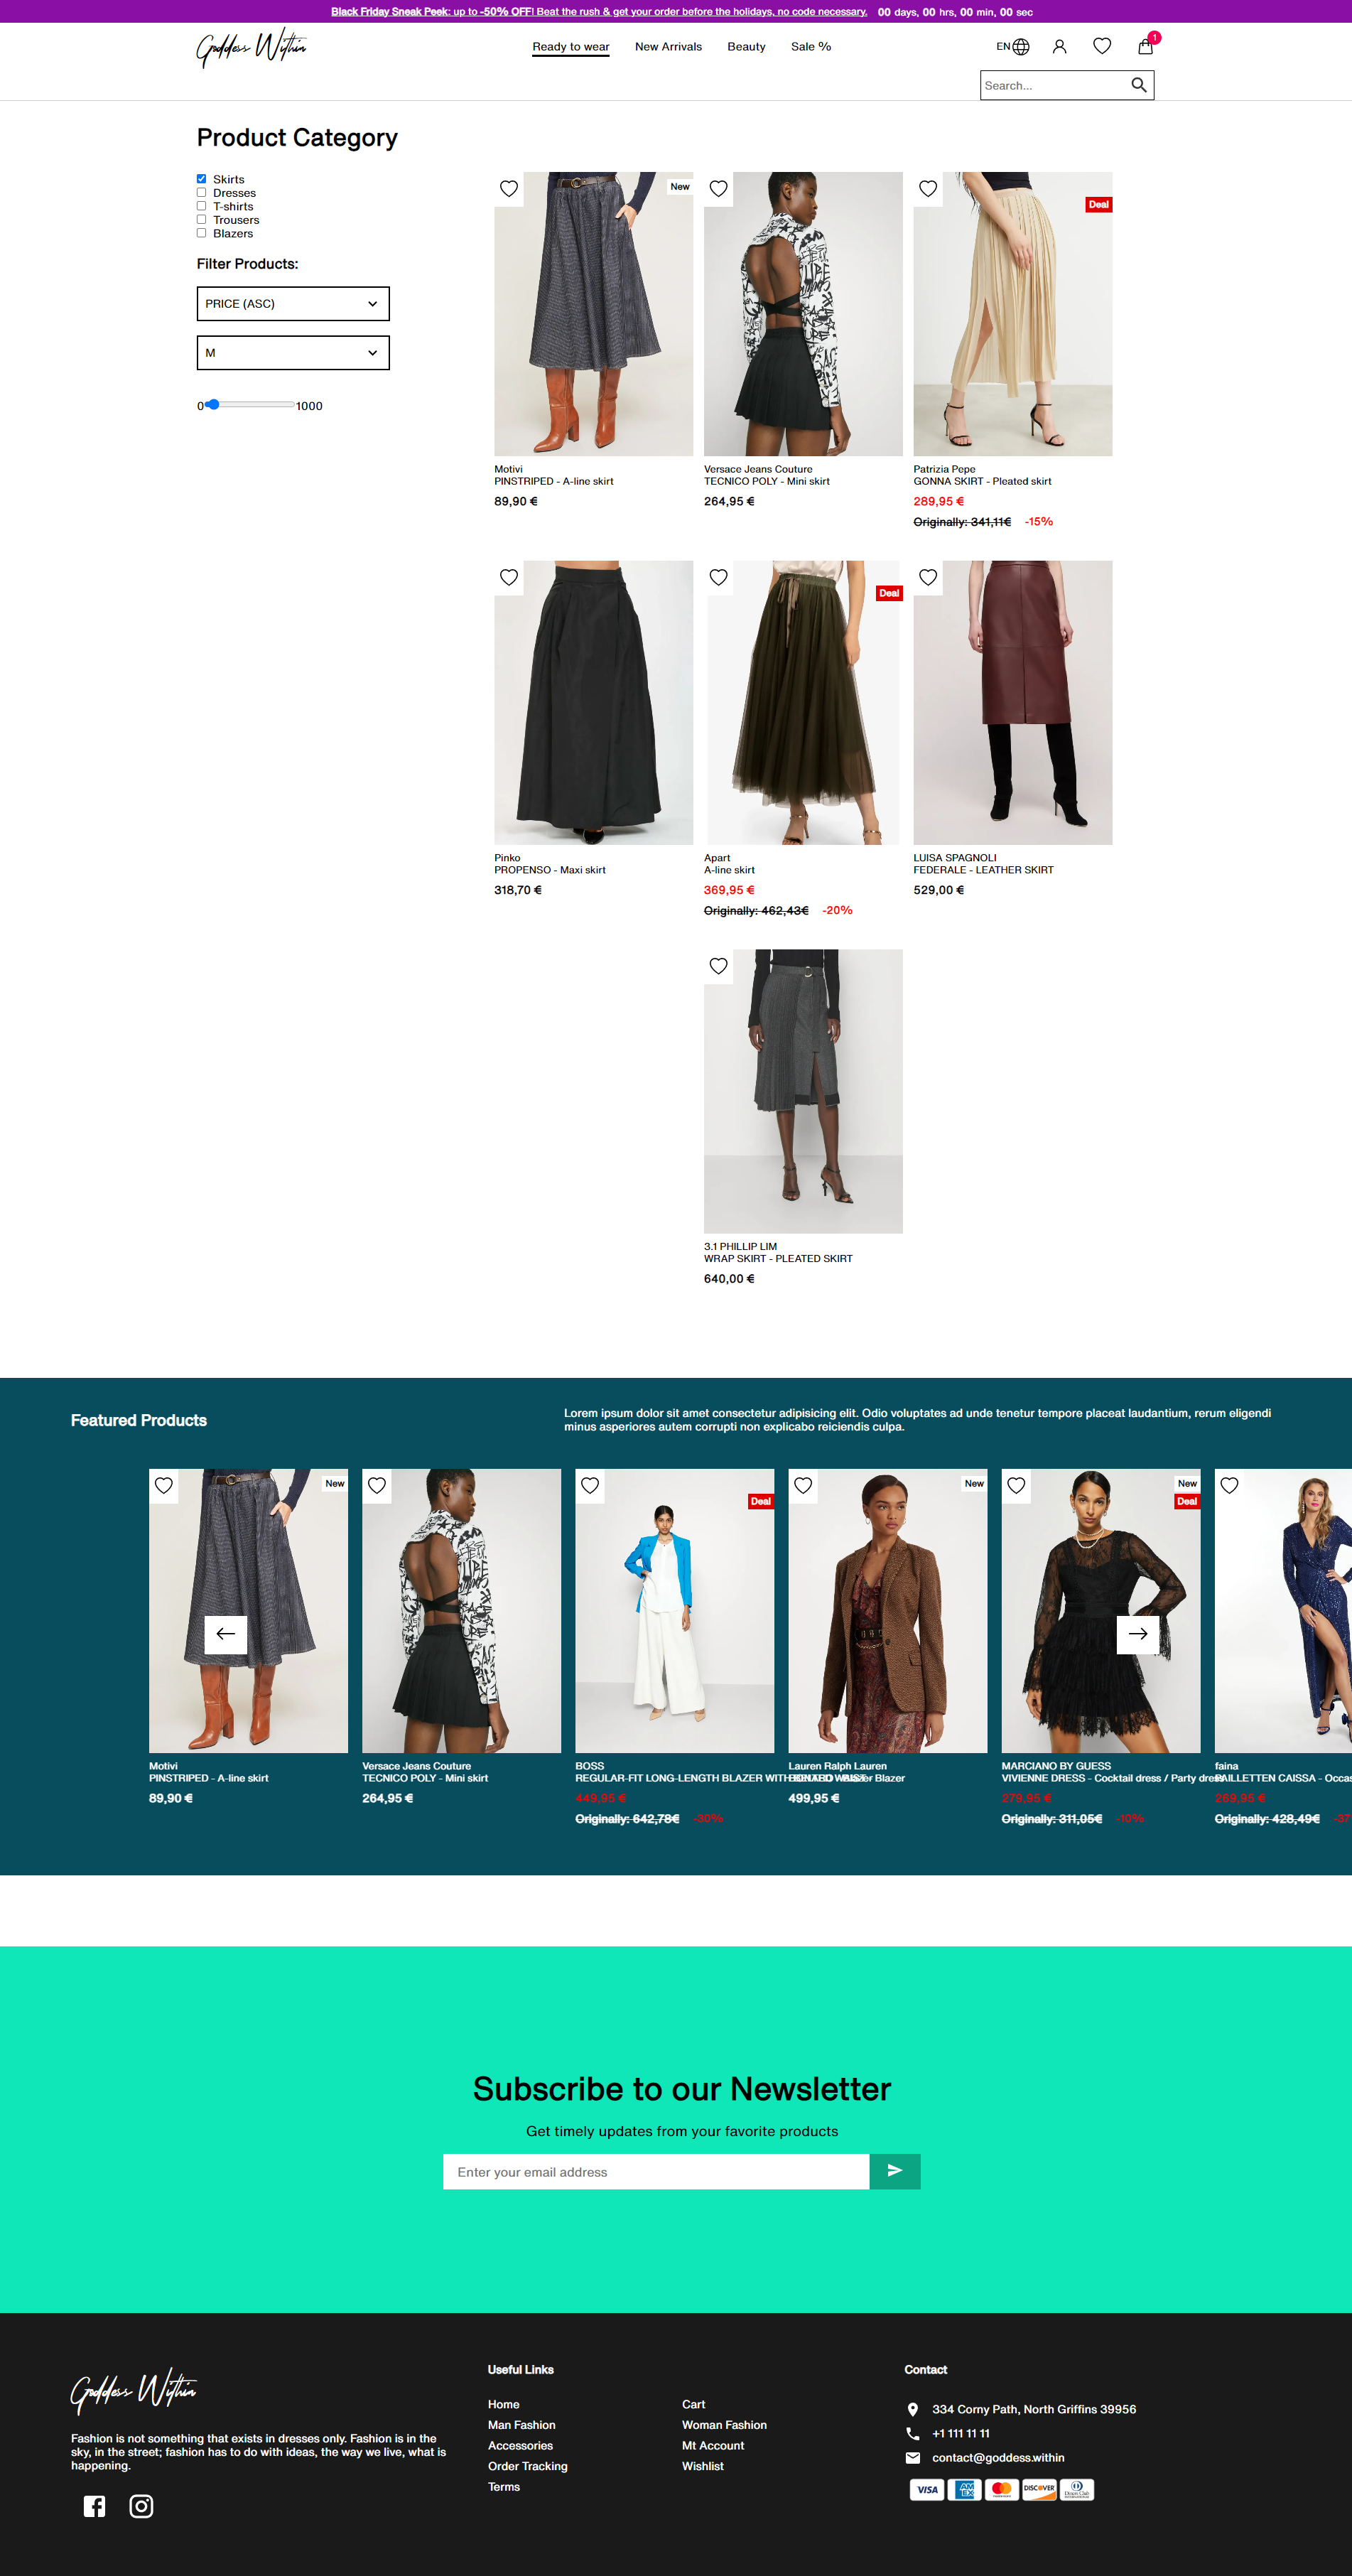 Black Friday Sneak Peek: up to -50% OFF! Beat the rush & get your order before the holidays, no code necessary. 00 days, 00 hrs, 00 min, 00 sec
Goddess Within
Ready to wear New Arrivals Beauty Sale %
EN
1
Search...
Product Category
Skirts
Dresses
T-shirts
Trousers
Blazers
Filter Products:
PRICE (ASC)
M
0 1000
New
Deal
Motivi
PINSTRIPED - A-line skirt
89,90 €
Versace Jeans Couture
TECNICO POLY - Mini skirt
264,95 €
Patrizia Pepe
GONNA SKIRT - Pleated skirt
289,95 €
Originally: 341,11€ -15%
Deal
Pinko
PROPENSO - Maxi skirt
318,70 €
Apart
A-line skirt
369,95 €
Originally: 462,43€ -20%
LUISA SPAGNOLI
FEDERALE - LEATHER SKIRT
529,00 €
3.1 PHILLIP LIM
WRAP SKIRT - PLEATED SKIRT
640,00 €
Featured Products
Lorem ipsum dolor sit amet consectetur adipisicing elit. Odio voluptates ad unde tenetur tempore placeat laudantium, rerum eligendi
minus asperiores autem corrupti non explicabo reiciendis culpa.
New
Deal
New
New
Deal
Motivi
PINSTRIPED - A-line skirt
89,90 €
Versace Jeans Couture
TECNICO POLY - Mini skirt
264,95 €
BOSS
REGULAR-FIT LONG-LENGTH BLAZER WITH
449,95 €
Originally: 642,78€ -30%
Lauren Ralph Lauren
Blazer
499,95 €
MARCIANO BY GUESS
VIVIENNE DRESS - Cocktail dress / Party dress
279,95 €
Originally: 311,05€ -10%
faina
PAILLETTEN CAISSA - Occas
269,95 €
Originally: 428,49€ -37
Subscribe to our Newsletter
Get timely updates from your favorite products
Enter your email address
Goddess Within
Fashion is not something that exists in dresses only. Fashion is in the
sky, in the street; fashion has to do with ideas, the way we live, what is
happening.
Useful Links
Home
Man Fashion
Accessories
Order Tracking
Terms
Cart
Woman Fashion
Mt Account
Wishlist
Contact
334 Corny Path, North Griffins 39956
+1 111 11 11
contact@goddess.within
VISA AMEX mastercard DISCOVER Diners Club